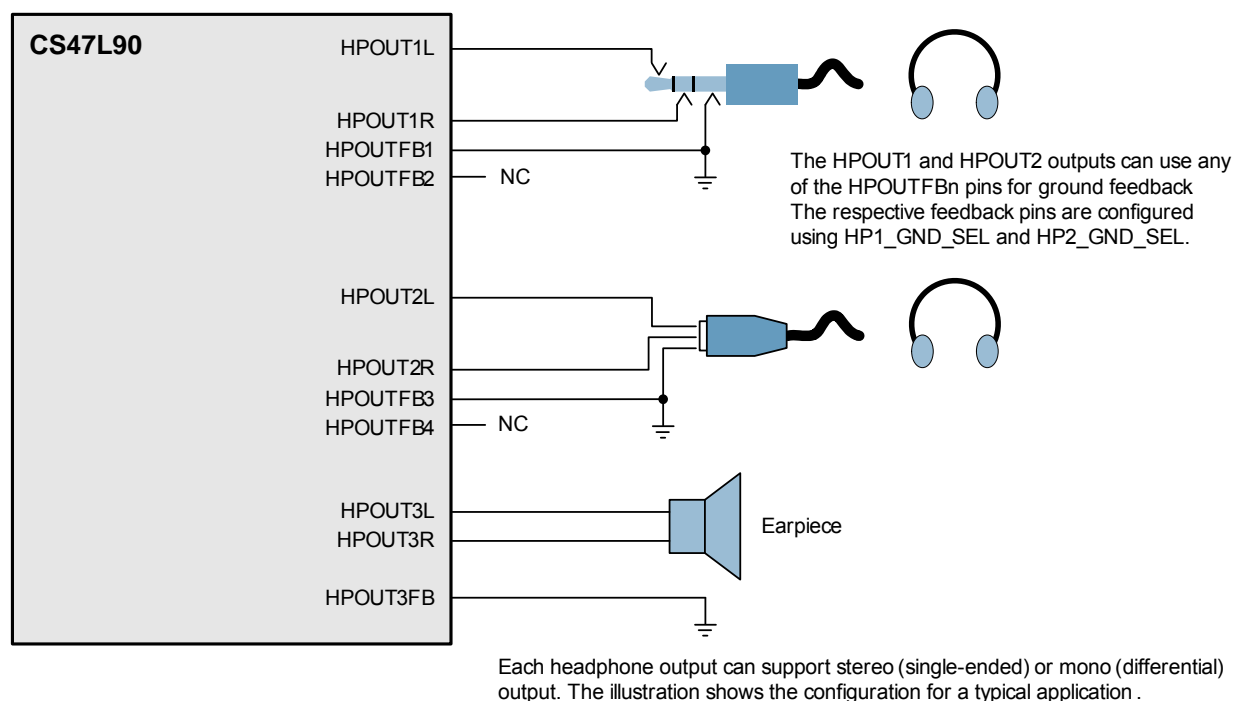 CS47L90
HPOUT1L
HPOUT1R
HPOUTFB1
HPOUTFB2
NC
The HPOUT1 and HPOUT2 outputs can use any
of the HPOUTFBn pins for ground feedback
The respective feedback pins are configured
using HP1_GND_SEL and HP2_GND_SEL.
HPOUT2L
HPOUT2R
HPOUTFB3
HPOUTFB4
NC
HPOUT3L
HPOUT3R
Earpiece
HPOUT3FB
Each headphone output can support stereo (single-ended) or mono (differential)
output. The illustration shows the configuration for a typical application .